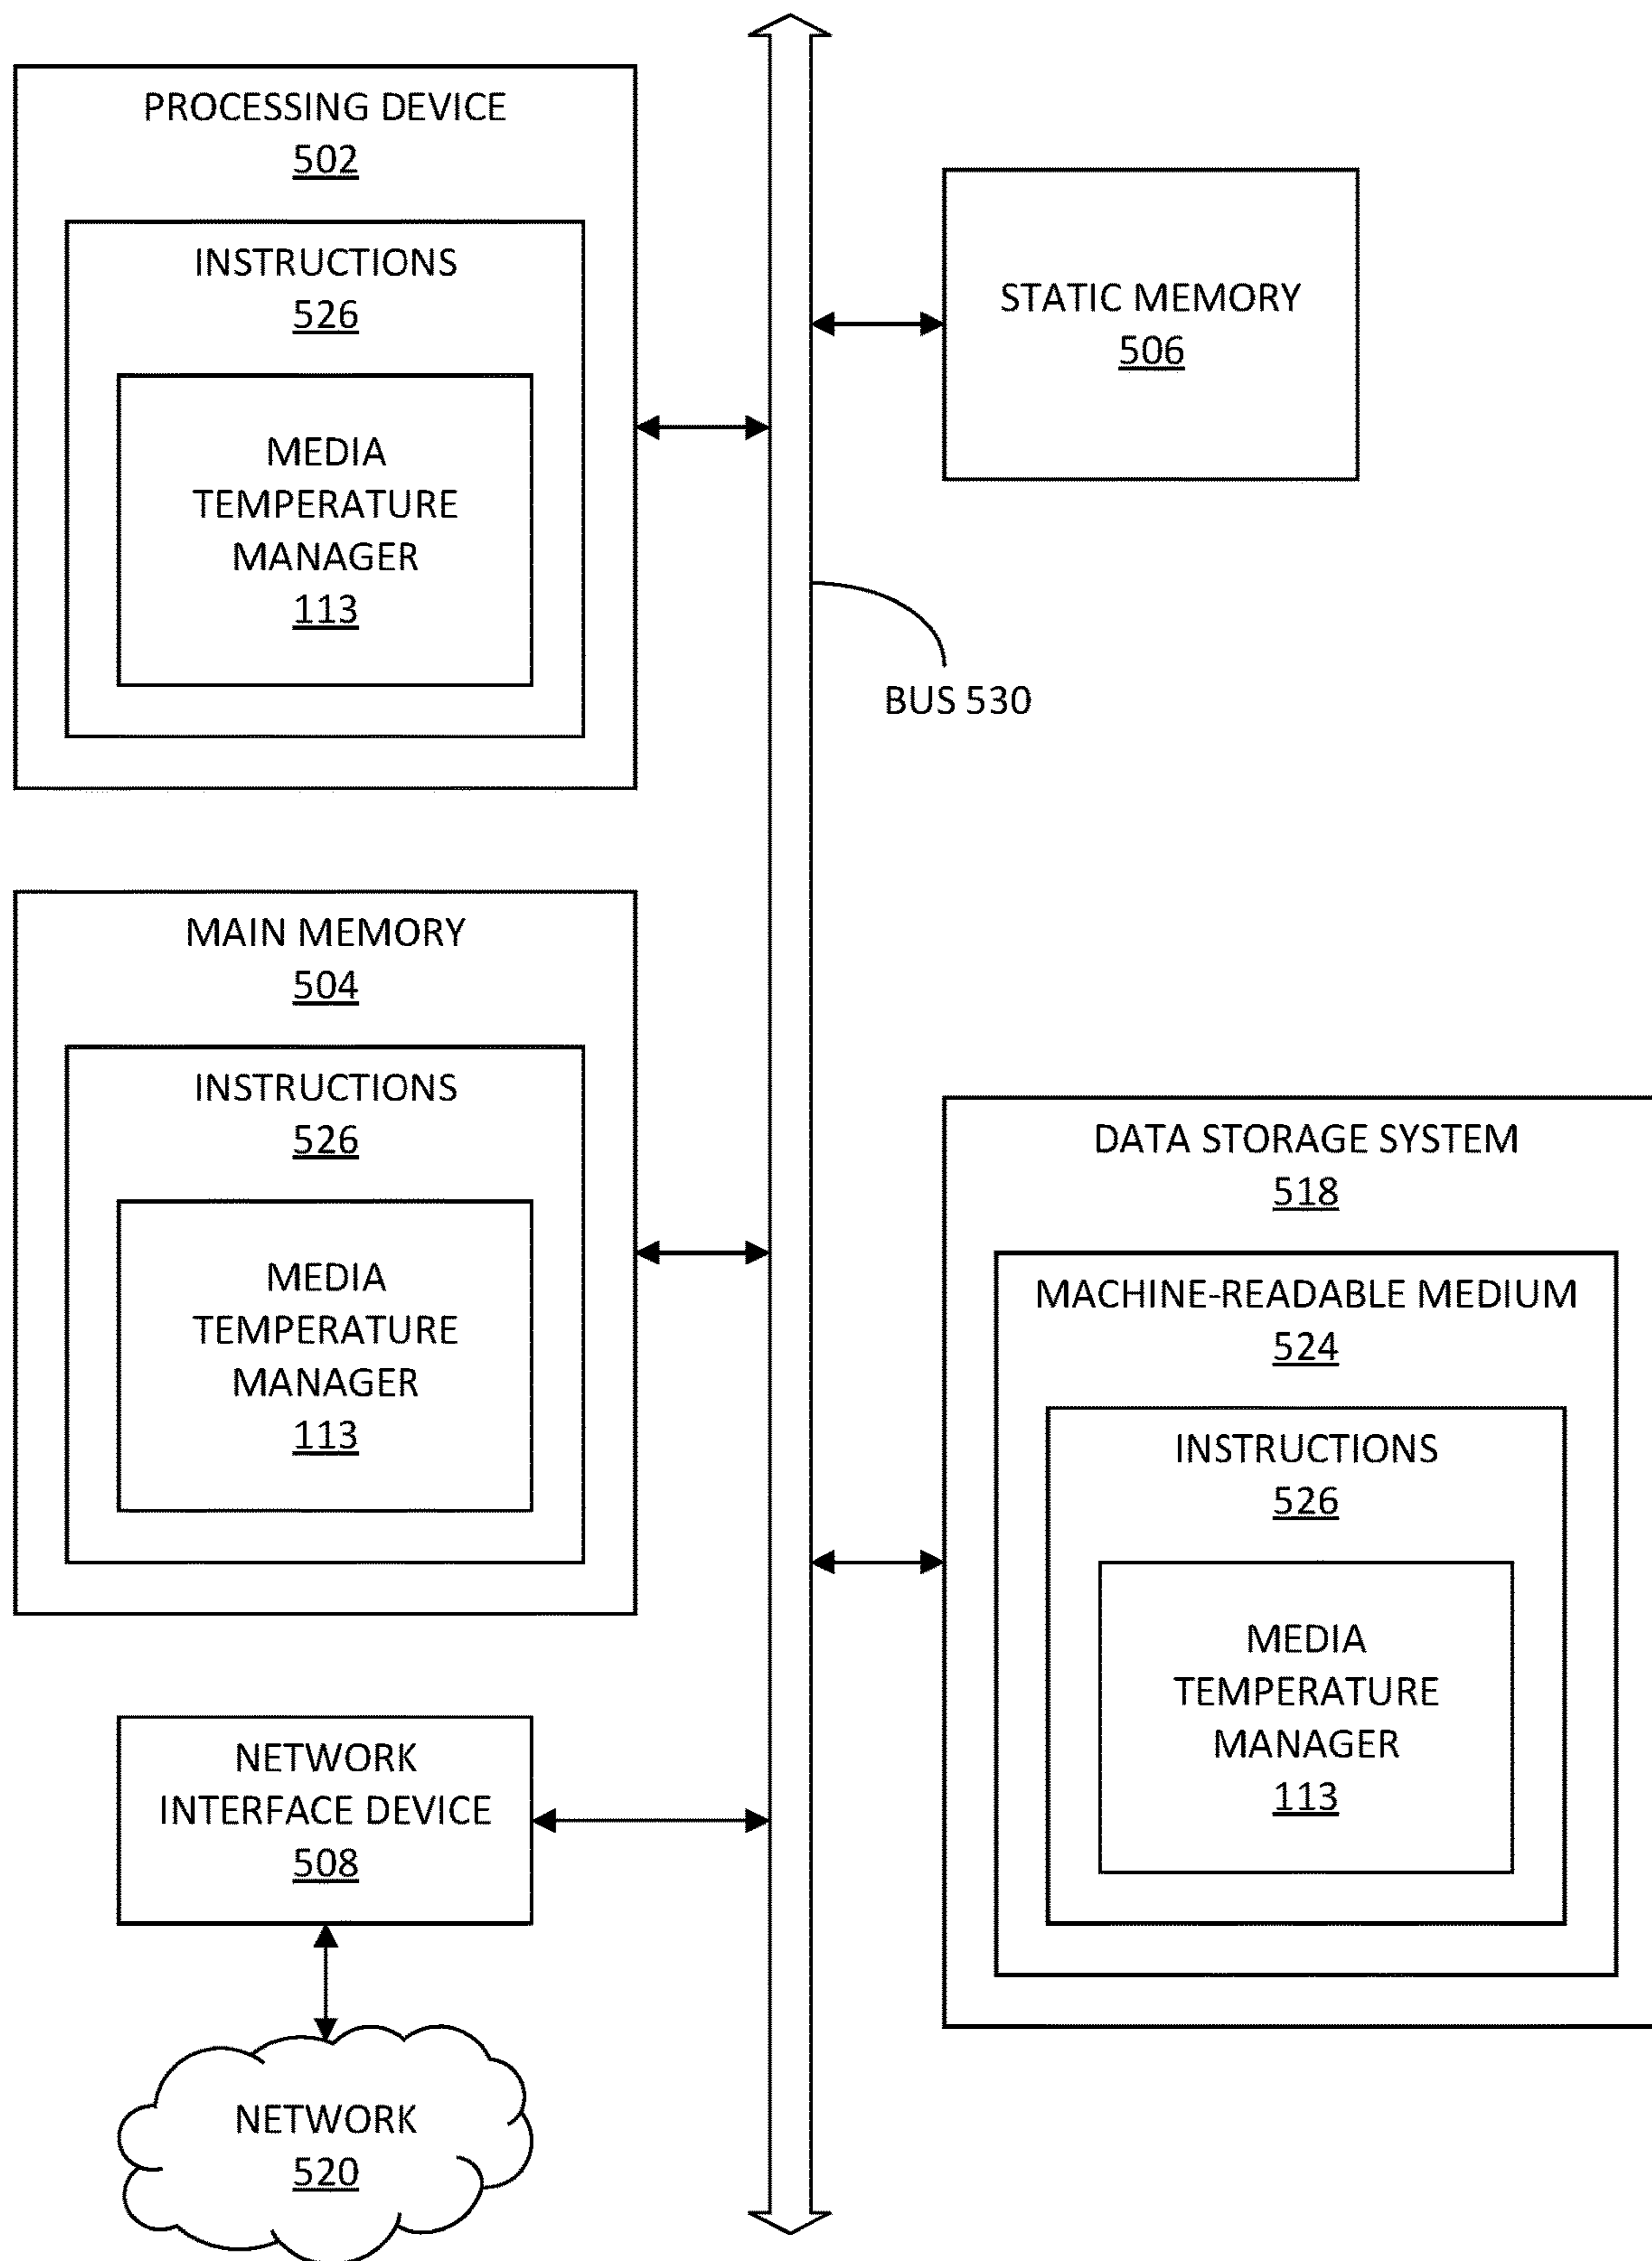 PROCESSING DEVICE
502
INSTRUCTIONS
526
MEDIA
TEMPERATURE
MANAGER
113
STATIC MEMORY
506
BUS 530
MAIN MEMORY
504
INSTRUCTIONS
526
MEDIA
TEMPERATURE
MANAGER
113
DATA STORAGE SYSTEM
518
MACHINE-READABLE MEDIUM
524
INSTRUCTIONS
526
MEDIA
TEMPERATURE
MANAGER
113
NETWORK
INTERFACE DEVICE
508
NETWORK
520